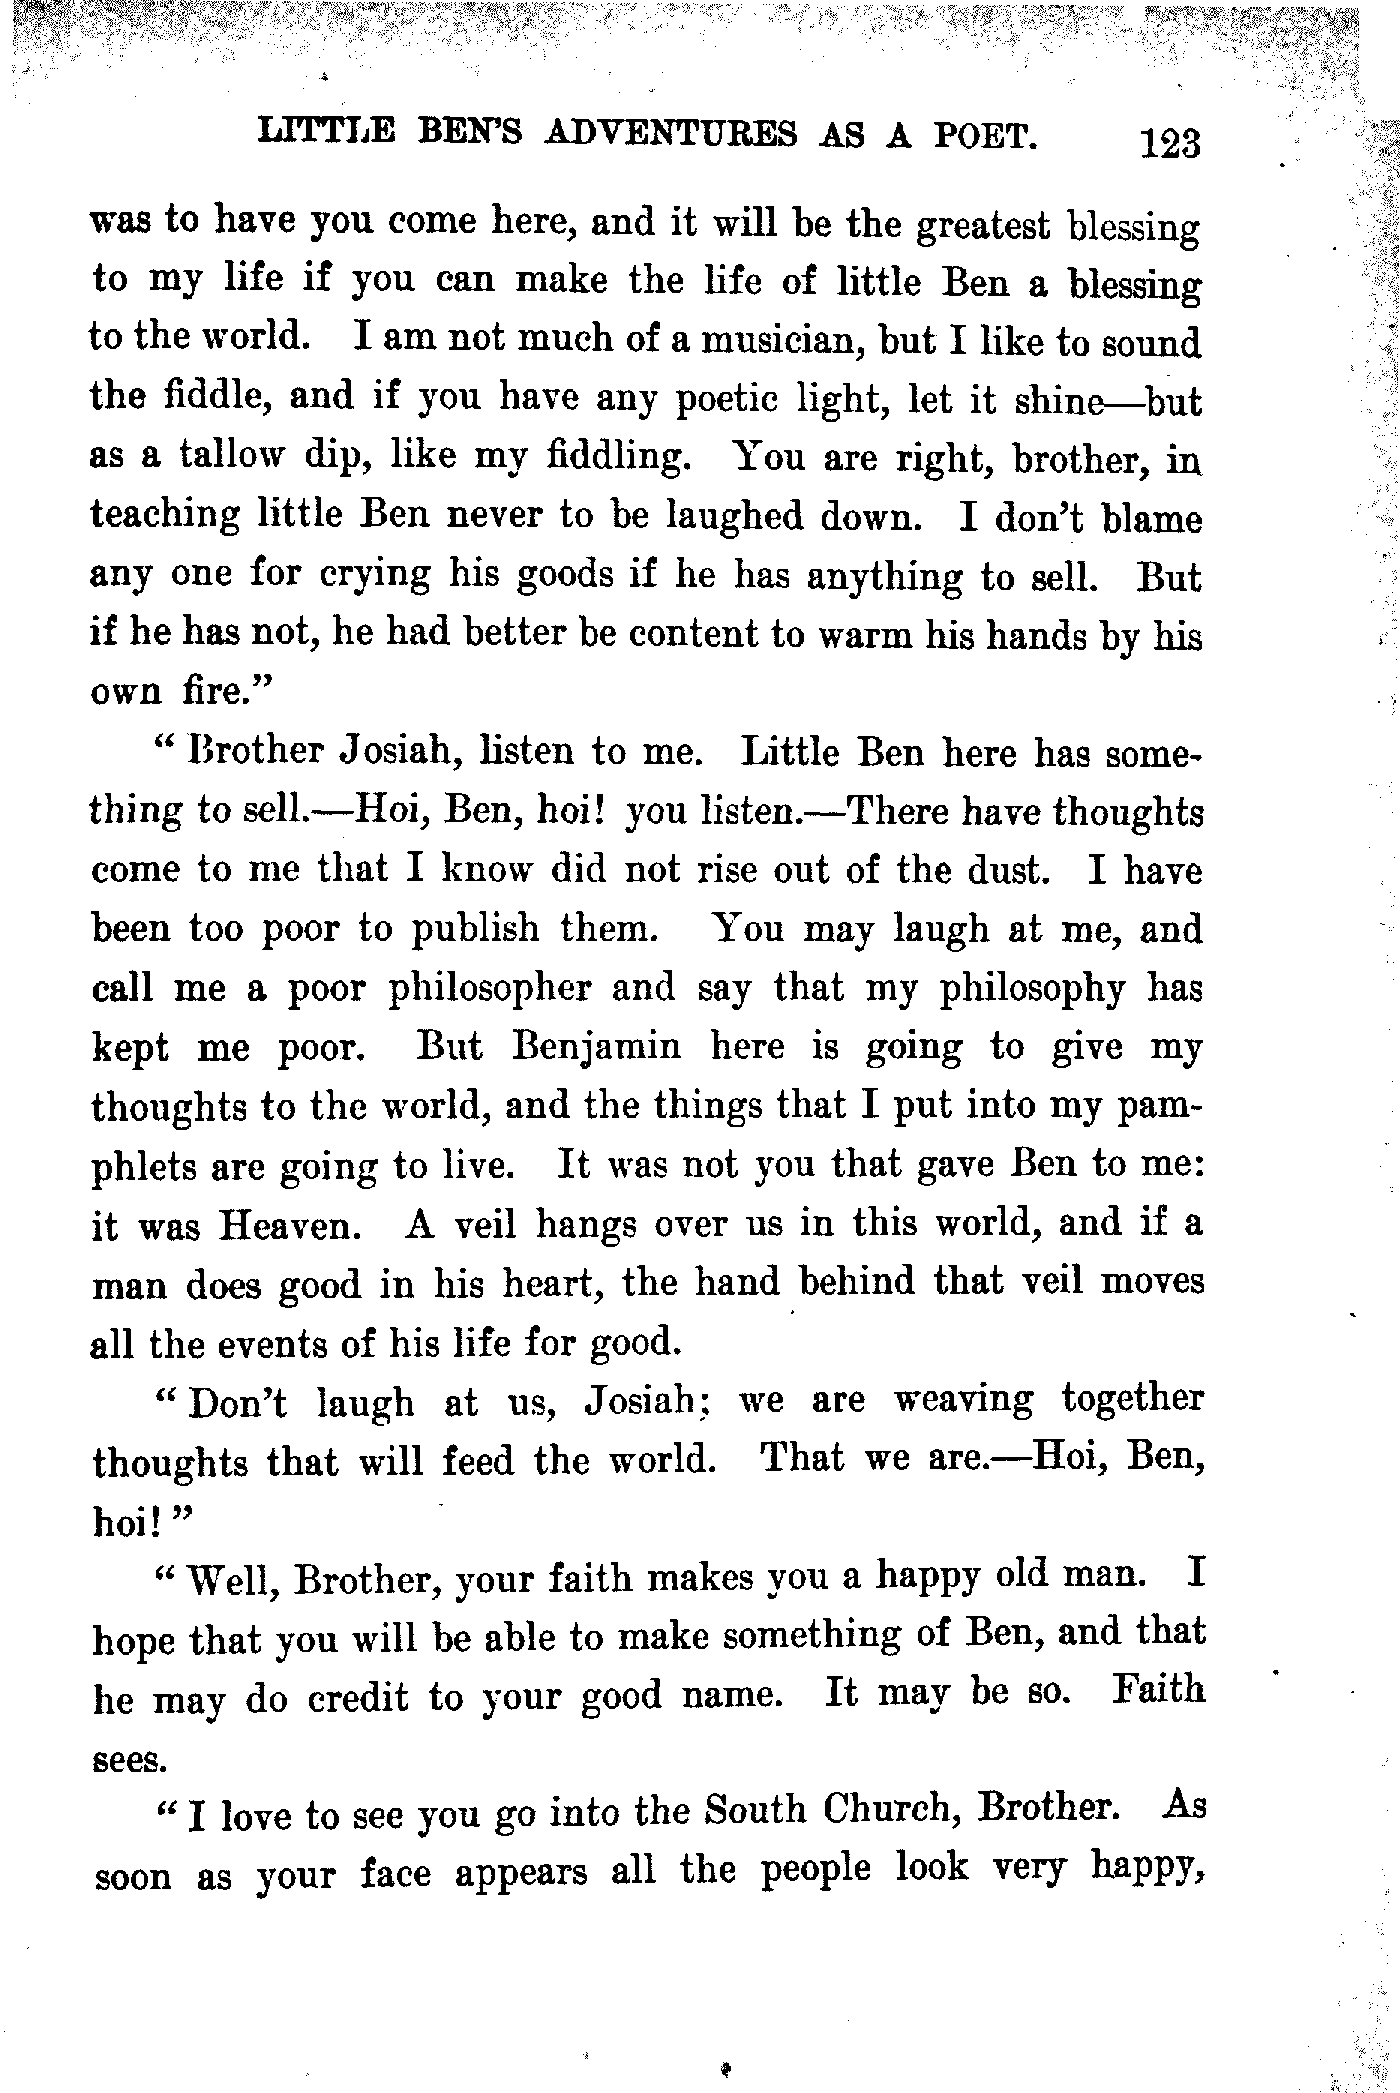 LITTLE BEN'S ADVENTURES AS A POET. 123
was to have you come here, and it will be the greatest blessing
to my life if you can make the life of little Ben a blessing
to the world. I am not much of a musician, but I like to sound
the fiddle, and if you have any poetic light, let it shine—but
as a tallow dip, like my fiddling. You are right, brother, in
teaching little Ben never to be laughed down. I don't blame
any one for crying his goods if he has anything to sell. But
if he has not, he had better be content to warm his hands by his
own fire."
" Brother Josiah, listen to me. Little Ben here has some-
thing to sell.—Hoi, Ben, hoi! you listen.—There have thoughts
come to me that I know did not rise out of the dust. I have
been too poor to publish them. You may laugh at me, and
call me a poor philosopher and say that my philosophy has
kept me poor. But Benjamin here is going to give my
thoughts to the world, and the things that I put into my pam-
phlets are going to live. It was not you that gave Ben to me:
it was Heaven. A veil hangs over us in this world, and if a
man does good in his heart, the hand behind that veil moves
all the events of his life for good.
" Don't laugh at us, Josiah; we are weaving together
thoughts that will feed the world. That we are.—Hoi, Ben,
hoi! "
" Well, Brother, your faith makes you a happy old man. I
hope that you will be able to make something of Ben, and that
he may do credit to your good name. It may be so. Faith
sees.
" I love to see you go into the South Church, Brother. As
soon as your face appears all the people look very happy,